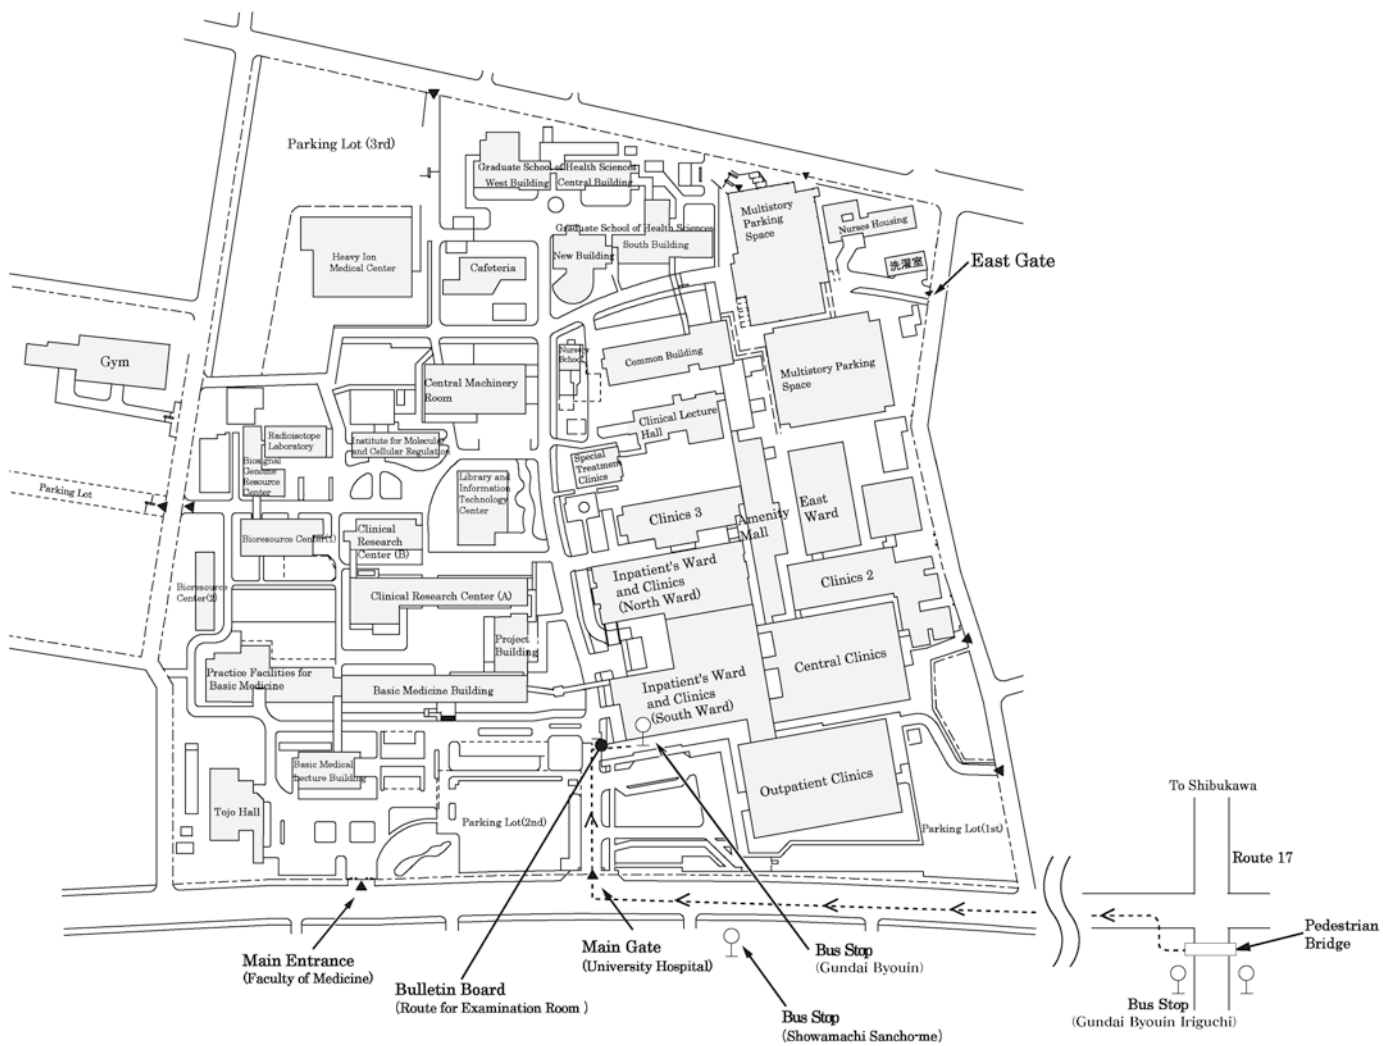 Parking Lot (3rd)
Graduate School of Health Sciences
West Building
Central Building
Multistory
Parking
Space
Nurses Housing
Graduate School of Health Sciences
South Building
New Building
洗濯室
East Gate
Heavy Ion
Medical Center
Cafeteria
Gym
Nursery
School
Common Building
Multistory Parking
Space
Central Machinery
Room
Clinical Lecture
Hall
Radioisotope
Laboratory
Institute for Molecular
and Cellular Regulation
Biosignal
Genome
Resource
Center
Special
Treatment
Clinics
Library and
Information
Technology
Center
Parking Lot
Clinics 3
Amenity
Mall
East
Ward
Bioresource Center(1)
Clinical
Research
Center (B)
Bioresource
Center(2)
Clinical Research Center (A)
Inpatient's Ward
and Clinics
(North Ward)
Clinics 2
Project
Building
Central Clinics
Practice Facilities for
Basic Medicine
Basic Medicine Building
Inpatient's Ward
and Clinics
(South Ward)
Basic Medical
Lecture Building
Outpatient Clinics
Tojo Hall
Parking Lot(2nd)
Parking Lot(1st)
To Shibukawa
Route 17
Main Entrance
(Faculty of Medicine)
Bulletin Board
(Route for Examination Room )
Main Gate
(University Hospital)
Bus Stop
(Gundai Byouin)
Bus Stop
(Showamachi Sancho-me)
Pedestrian
Bridge
Bus Stop
(Gundai Byouin Iriguchi)